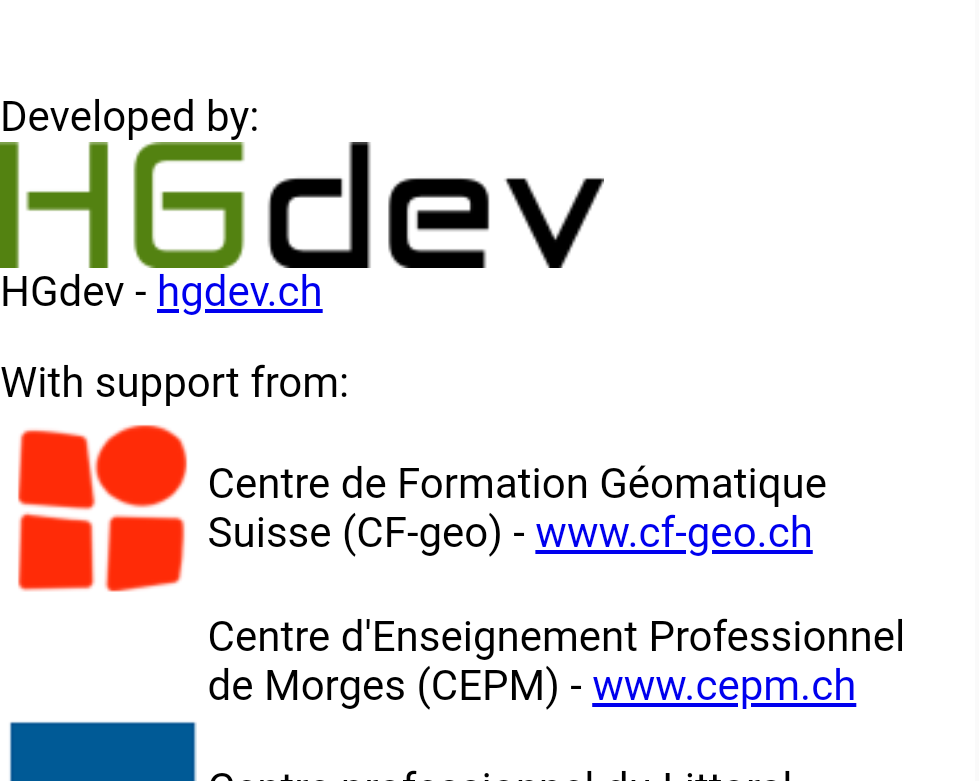 Developed by:
HGdev
HGdev - hgdev.ch
With support from:
Centre de Formation Géomatique
Suisse (CF-geo) - www.cf-geo.ch
Centre d'Enseignement Professionnel
de Morges (CEPM) - www.cepm.ch
Centre professionnel du Littoral